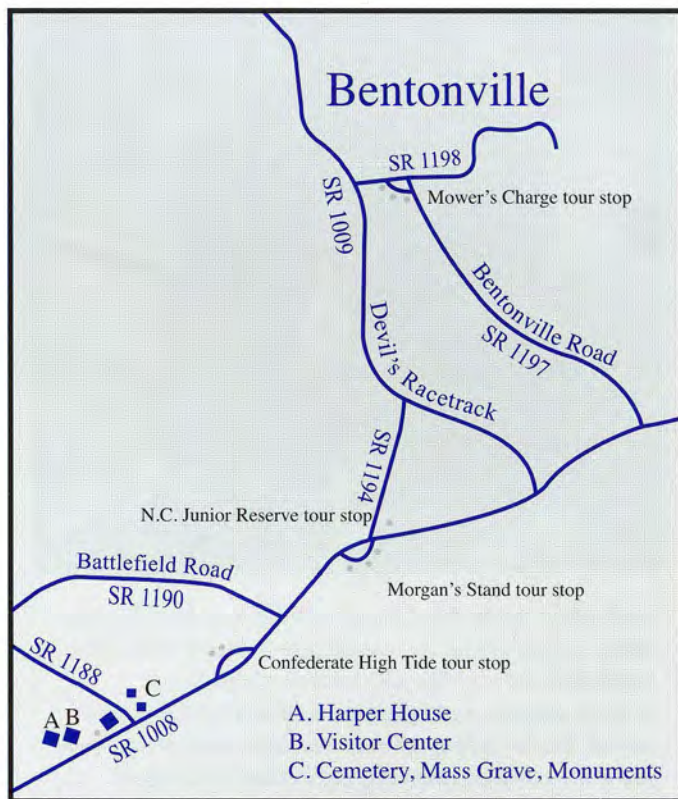 Bentonville
SR 1198
Mower's Charge tour stop
SR 1009
Bentonville Road
SR 1197
Devil's Racetrack
SR 1194
N.C. Junior Reserve tour stop
Battlefield Road
SR 1190
Morgan's Stand tour stop
SR 1188
Confederate High Tide tour stop
C
A B
SR 1008
A. Harper House
B. Visitor Center
C. Cemetery, Mass Grave, Monuments